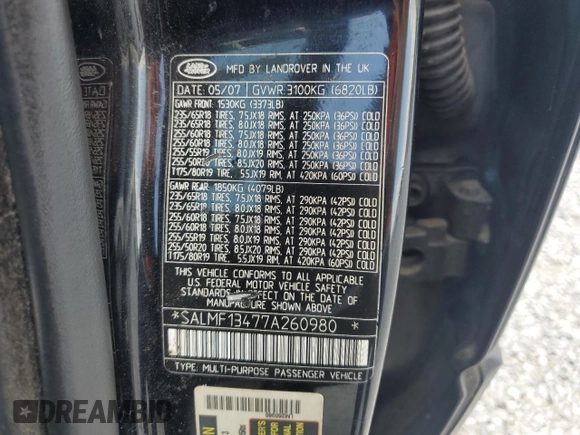 LAND ROVER
MFD BY LANDROVER IN THE UK
DATE: 05/07 GVWR: 3100KG (6820LB)
GAWR FRONT: 1530KG (3373LB)
235/65R18 TIRES, 7.5JX18 RIMS, AT 250KPA (36PSI) COLD
235/65R18 TIRES, 8.0JX18 RIMS, AT 250KPA (36PSI) COLD
255/60R18 TIRES, 7.5JX18 RIMS, AT 250KPA (36PSI) COLD
255/60R18 TIRES, 8.0JX18 RIMS, AT 250KPA (36PSI) COLD
255/55R19 TIRES, 8.0JX19 RIMS, AT 250KPA (36PSI) COLD
255/50R20 TIRES, 8.5JX20 RIMS, AT 250KPA (36PSI) COLD
T175/80R19 TIRES, 5.5JX19 RIM, AT 420KPA (60PSI) COLD
GAWR REAR: 1850KG (4079LB)
235/65R18 TIRES, 7.5JX18 RIMS, AT 290KPA (42PSI) COLD
235/65R18 TIRES, 8.0JX18 RIMS, AT 290KPA (42PSI) COLD
255/60R18 TIRES, 7.5JX18 RIMS, AT 290KPA (42PSI) COLD
255/60R18 TIRES, 8.0JX18 RIMS, AT 290KPA (42PSI) COLD
255/55R19 TIRES, 8.0JX19 RIMS, AT 290KPA (42PSI) COLD
255/50R20 TIRES, 8.5JX20 RIMS, AT 290KPA (42PSI) COLD
T175/80R19 TIRES, 5.5JX19 RIM, AT 420KPA (60PSI) COLD
THIS VEHICLE CONFORMS TO ALL APPLICABLE
U.S. FEDERAL MOTOR VEHICLE SAFETY
STANDARDS IN EFFECT ON THE DATE OF
MANUFACTURE SHOWN ABOVE
*SALMF13477A260980*
TYPE: MULTI-PURPOSE PASSENGER VEHICLE
DREAMBID